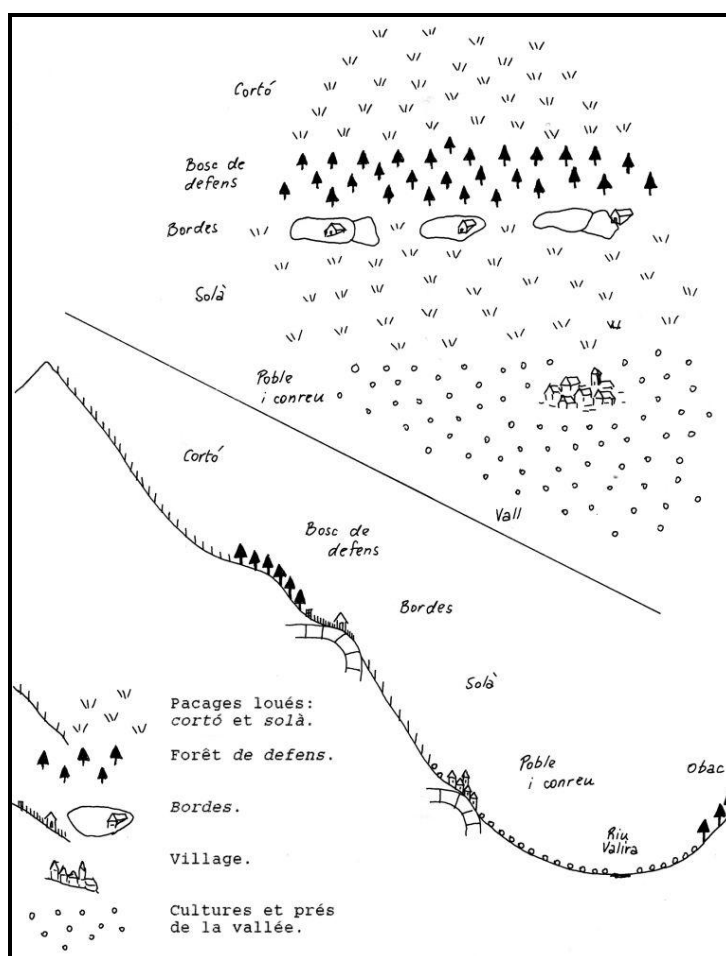 Cortó
Bosc de
defens
Bordes
Solà
Poble
i conreu
Vall
Cortó
Bosc de
defens
Bordes
Solà
Poble
i conreu
Obac
Riu
Valira
Pacages loués:
cortó et solà.
Forêt de defens.
Bordes.
Village.
Cultures et prés
de la vallée.